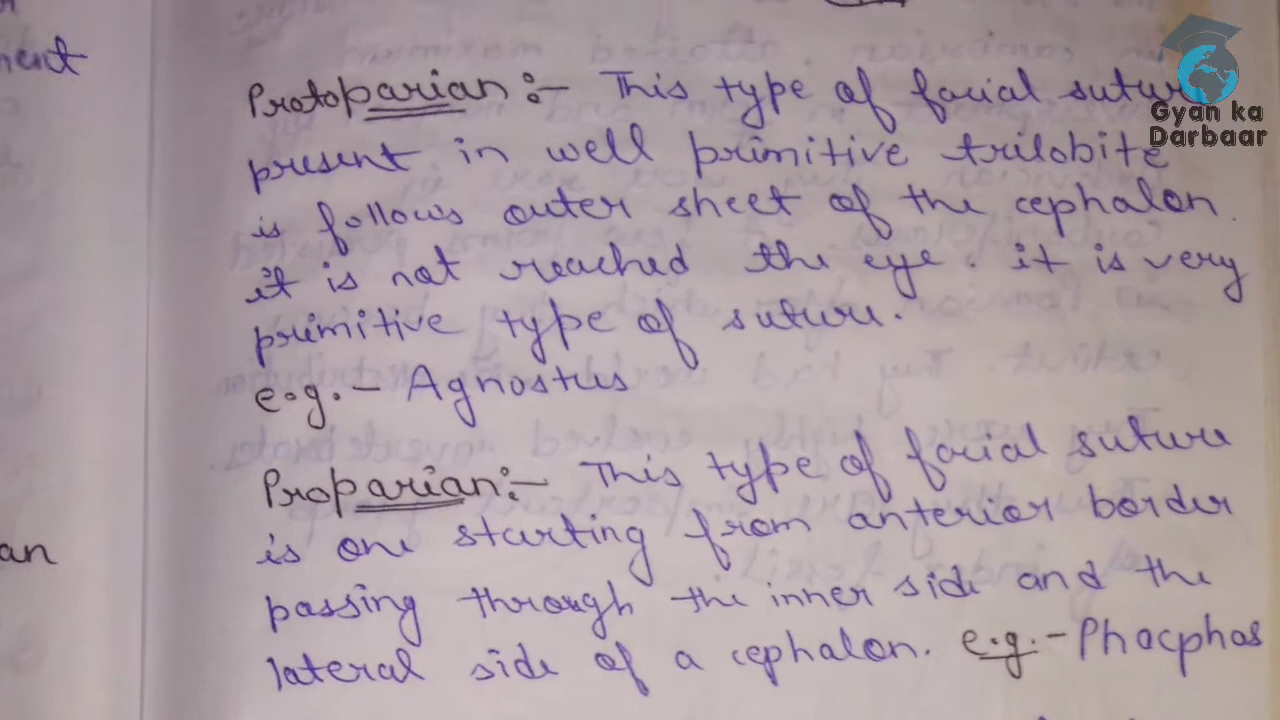 nent
Protoparian :- This type of facial suture
present in well primitive trilobite
is follows outer sheet of the cephalon.
it is not reached the eye. it is very
primitive type of suture.
e.g. - Agnostus
Proparian :- This type of facial suture
is one starting from anterior border
an
passing through the inner side and the
lateral side of a cephalon. e.g. - Phacphas
Gyan ka
Darbaar